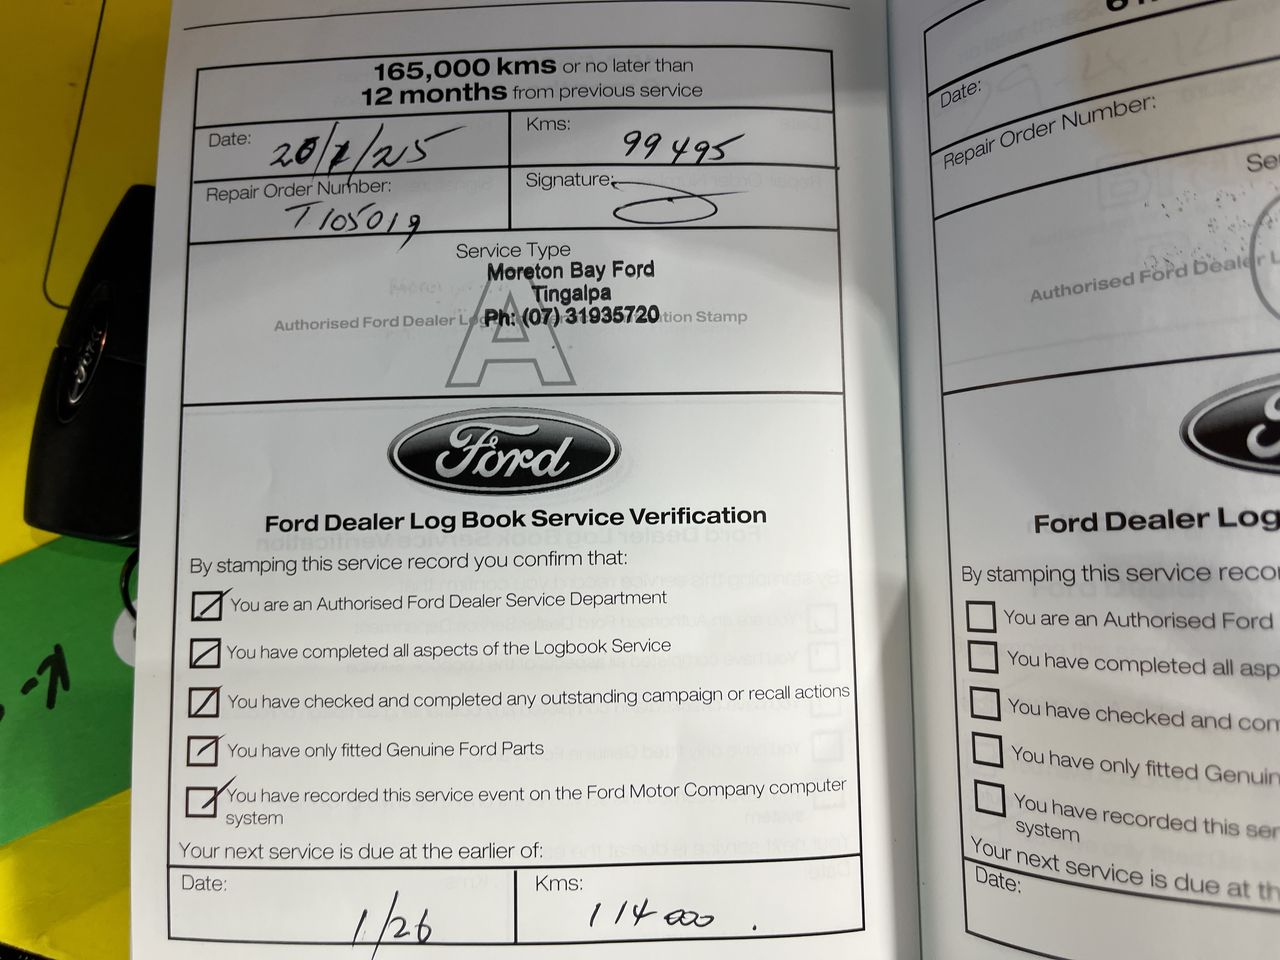 165,000 kms or no later than
12 months from previous service
Date: 20/1/25
Kms: 99495
Repair Order Number: T105019
Signature:
Service Type
Moreton Bay Ford
Tingalpa
Ph: (07) 31935720
Authorised Ford Dealer tion Stamp
A
Ford
Ford Dealer Log Book Service Verification
By stamping this service record you confirm that:
You are an Authorised Ford Dealer Service Department
You have completed all aspects of the Logbook Service
You have checked and completed any outstanding campaign or recall actions
You have only fitted Genuine Ford Parts
You have recorded this service event on the Ford Motor Company computer
system
Your next service is due at the earlier of:
Date: 1/26
Kms: 114000
Date:
Repair Order Number:
Se
Authorised Ford Dealer L
Ford Dealer Log
By stamping this service reco
You are an Authorised Ford
You have completed all asp
You have checked and con
You have only fitted Genuin
You have recorded this ser
system
Your next service is due at th
Date:
Ford